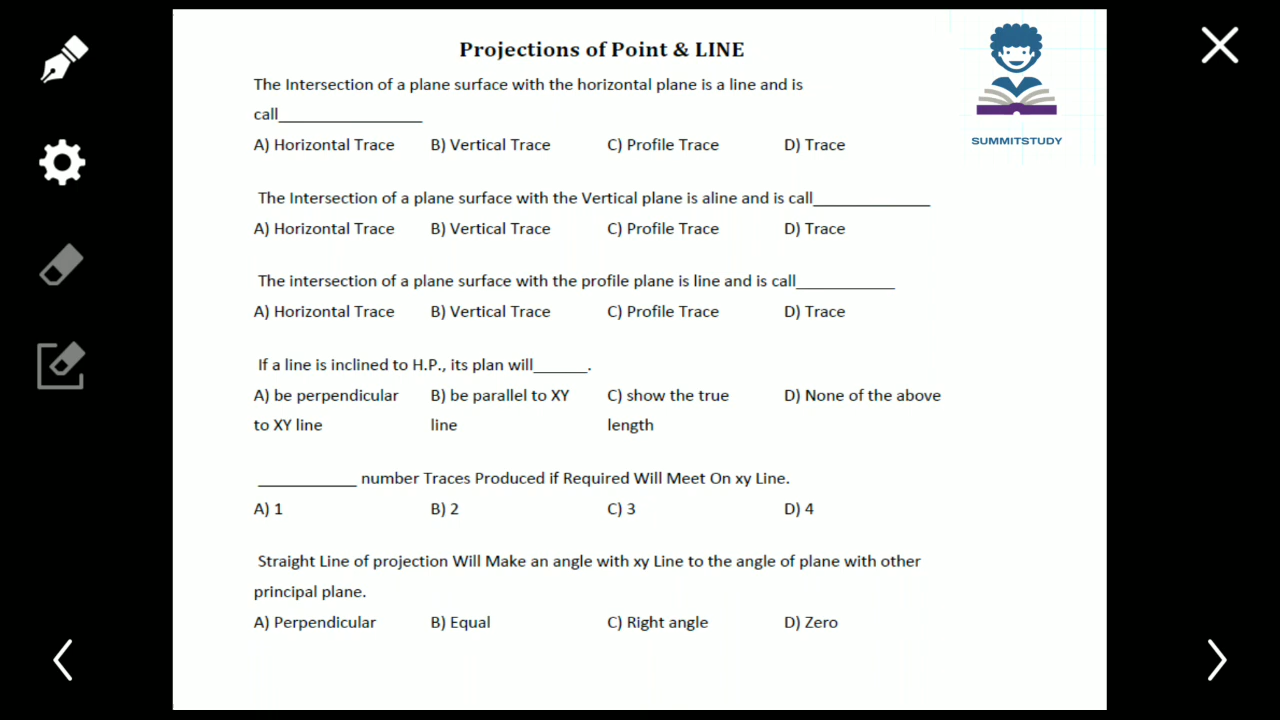 Projections of Point & LINE
The Intersection of a plane surface with the horizontal plane is a line and is
call________________
A) Horizontal Trace B) Vertical Trace C) Profile Trace D) Trace
SUMMITSTUDY
The Intersection of a plane surface with the Vertical plane is aline and is call_____________
A) Horizontal Trace B) Vertical Trace C) Profile Trace D) Trace
The intersection of a plane surface with the profile plane is line and is call___________
A) Horizontal Trace B) Vertical Trace C) Profile Trace D) Trace
If a line is inclined to H.P., its plan will______.
A) be perpendicular B) be parallel to XY C) show the true D) None of the above
to XY line line length
___________ number Traces Produced if Required Will Meet On xy Line.
A) 1 B) 2 C) 3 D) 4
Straight Line of projection Will Make an angle with xy Line to the angle of plane with other
principal plane.
A) Perpendicular B) Equal C) Right angle D) Zero